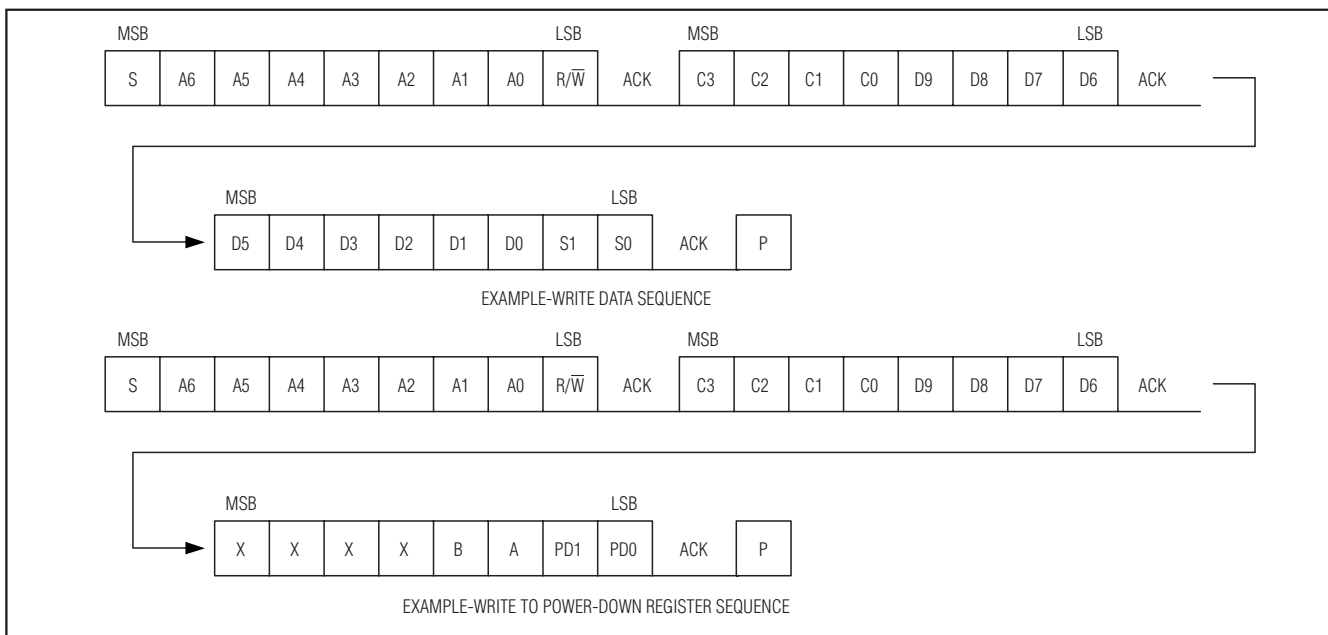 MSB LSB MSB LSB
S A6 A5 A4 A3 A2 A1 A0 R/W̅ ACK C3 C2 C1 C0 D9 D8 D7 D6 ACK
MSB LSB
D5 D4 D3 D2 D1 D0 S1 S0 ACK P
EXAMPLE-WRITE DATA SEQUENCE
MSB LSB MSB LSB
S A6 A5 A4 A3 A2 A1 A0 R/W̅ ACK C3 C2 C1 C0 D9 D8 D7 D6 ACK
MSB LSB
X X X X B A PD1 PD0 ACK P
EXAMPLE-WRITE TO POWER-DOWN REGISTER SEQUENCE